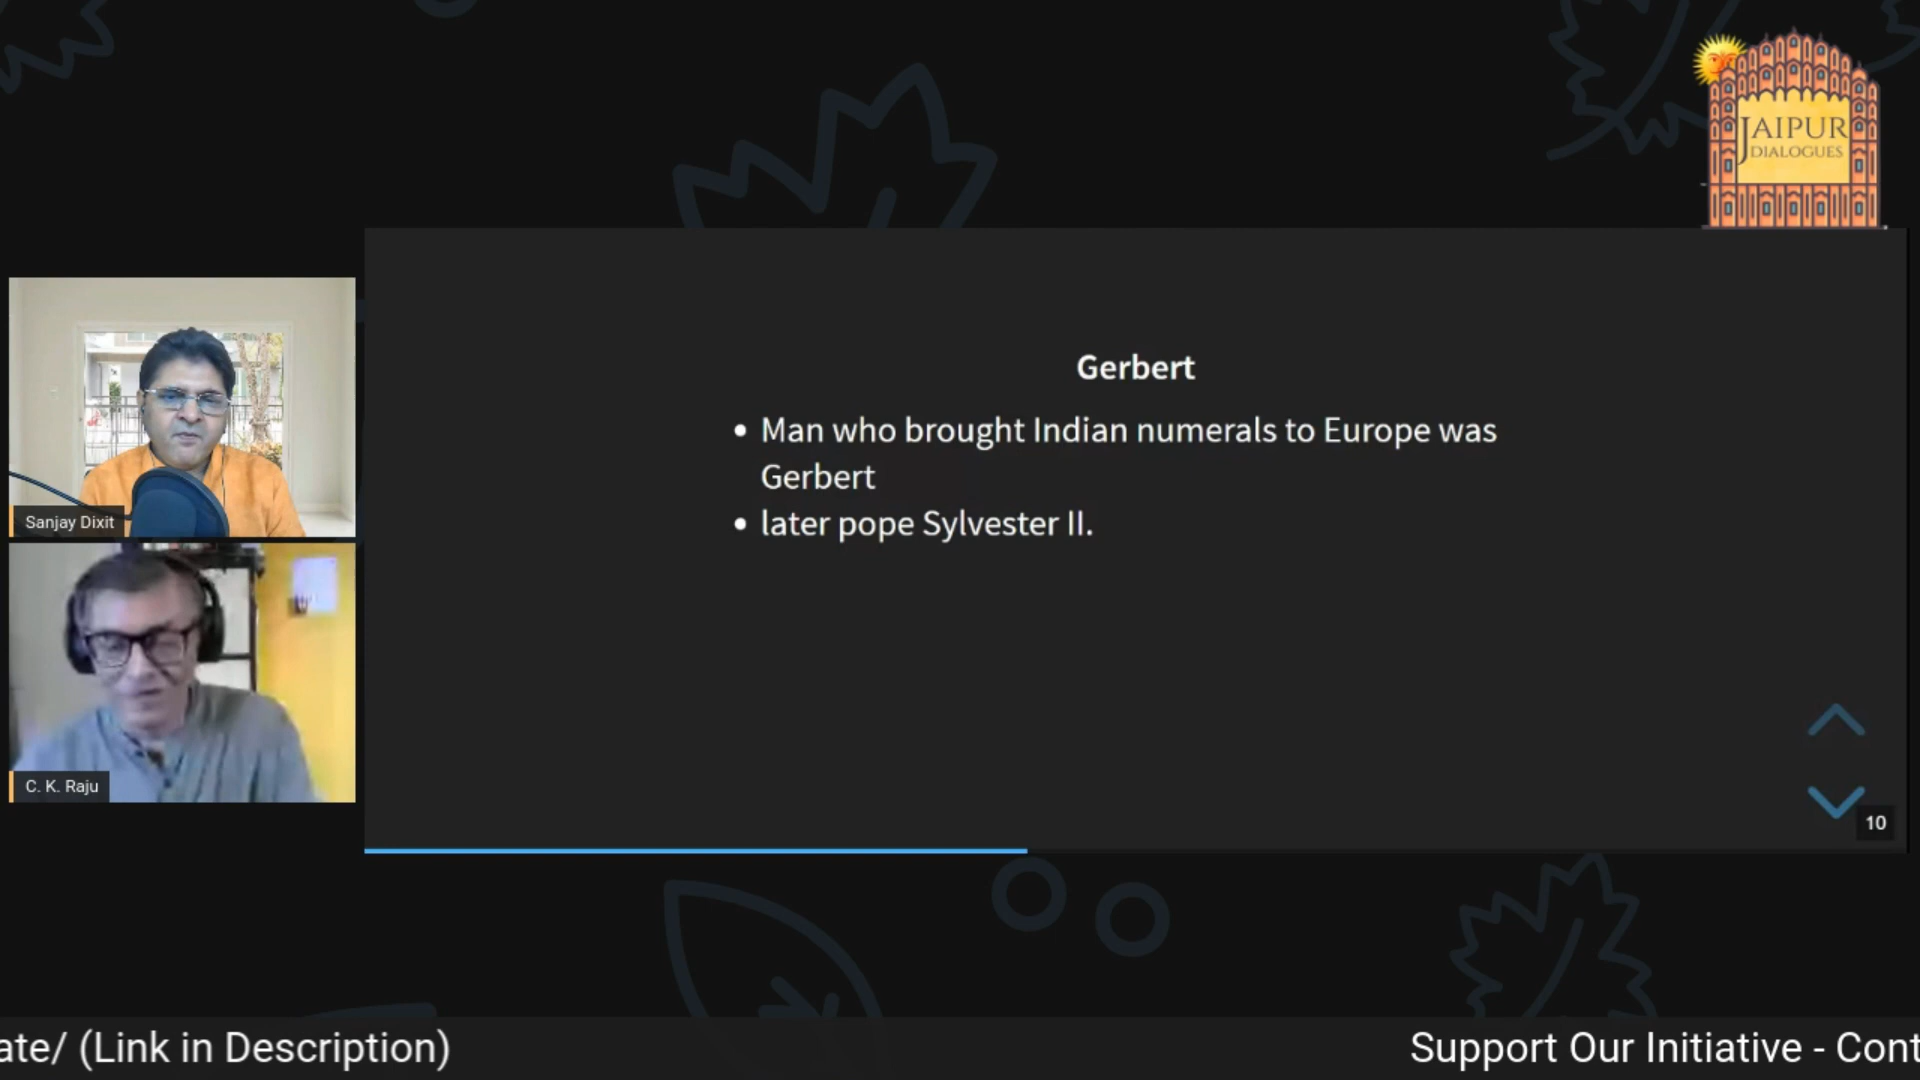 JAIPUR
DIALOGUES
Gerbert
• Man who brought Indian numerals to Europe was
Gerbert
• later pope Sylvester II.
Sanjay Dixit
C. K. Raju
10
ate/ (Link in Description)
Support Our Initiative - Cont